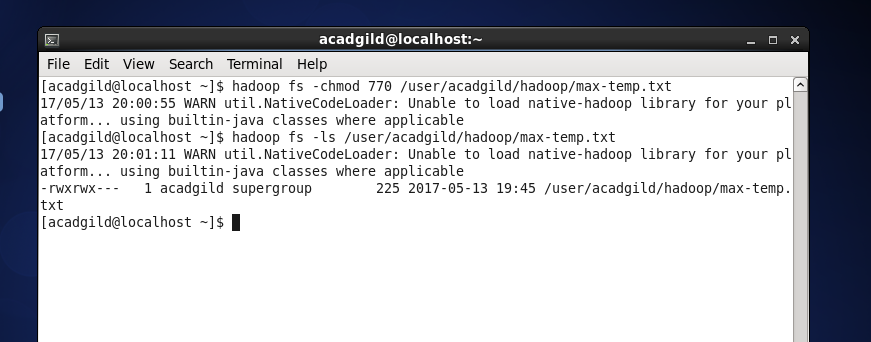 acadgild@localhost:~
File Edit View Search Terminal Help
[acadgild@localhost ~]$ hadoop fs -chmod 770 /user/acadgild/hadoop/max-temp.txt
17/05/13 20:00:55 WARN util.NativeCodeLoader: Unable to load native-hadoop library for your pl
atform... using builtin-java classes where applicable
[acadgild@localhost ~]$ hadoop fs -ls /user/acadgild/hadoop/max-temp.txt
17/05/13 20:01:11 WARN util.NativeCodeLoader: Unable to load native-hadoop library for your pl
atform... using builtin-java classes where applicable
-rwxrwx---   1 acadgild supergroup        225 2017-05-13 19:45 /user/acadgild/hadoop/max-temp.
txt
[acadgild@localhost ~]$